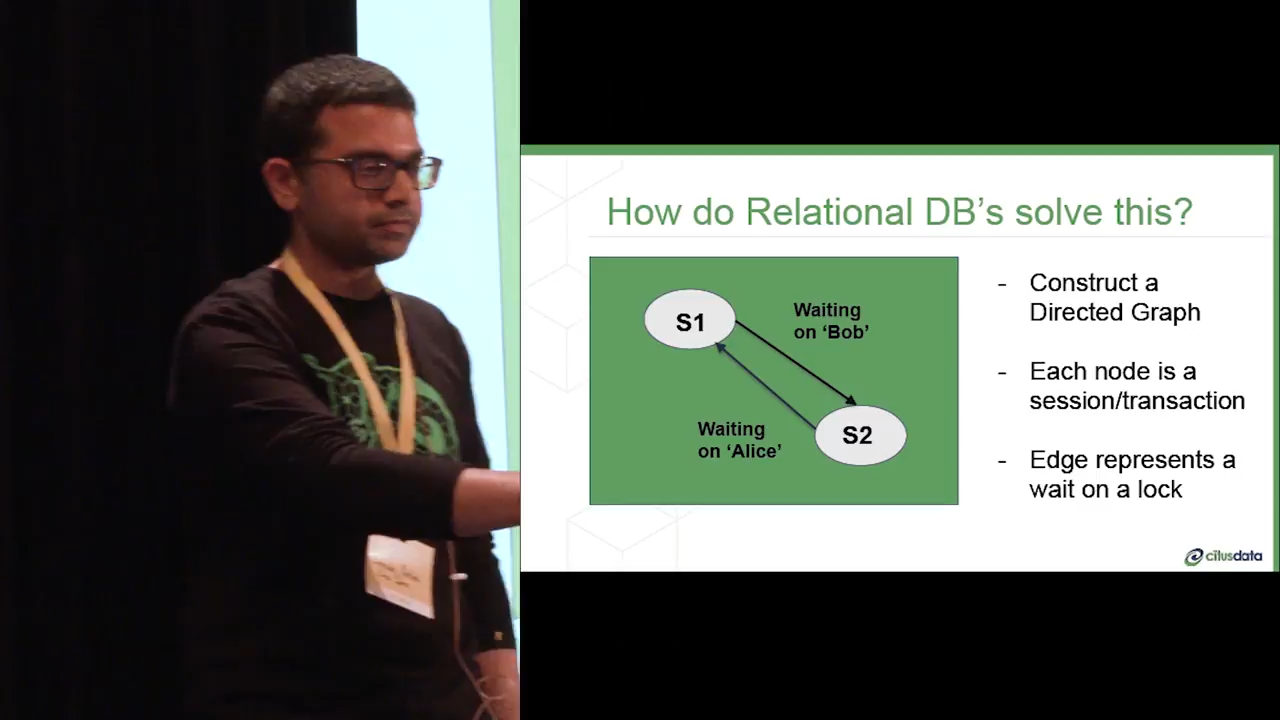 How do Relational DB’s solve this?
S1
Waiting
on ‘Bob’
Waiting
on ‘Alice’
S2
- Construct a
Directed Graph
- Each node is a
session/transaction
- Edge represents a
wait on a lock
citusdata